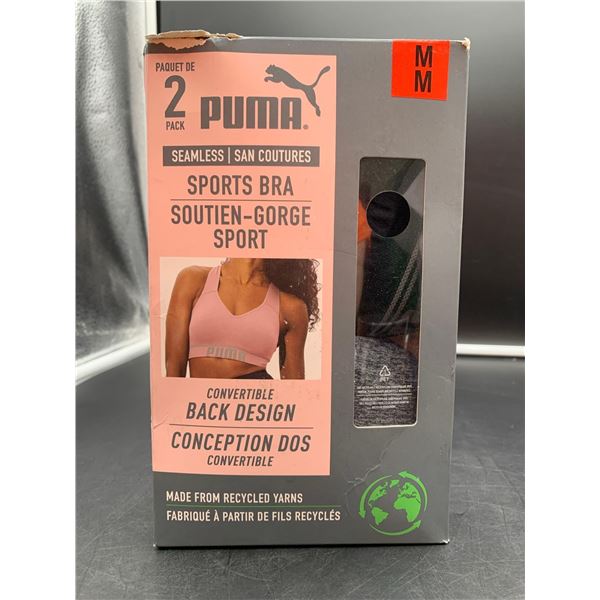 PAQUET DE
2
PACK
PUMA®
M
M
SEAMLESS | SAN COUTURES
SPORTS BRA
SOUTIEN-GORGE
SPORT
PUMA
CONVERTIBLE
BACK DESIGN
CONCEPTION DOS
CONVERTIBLE
PET
MADE FROM RECYCLED YARNS
FABRIQUÉ À PARTIR DE FILS RECYCLÉS